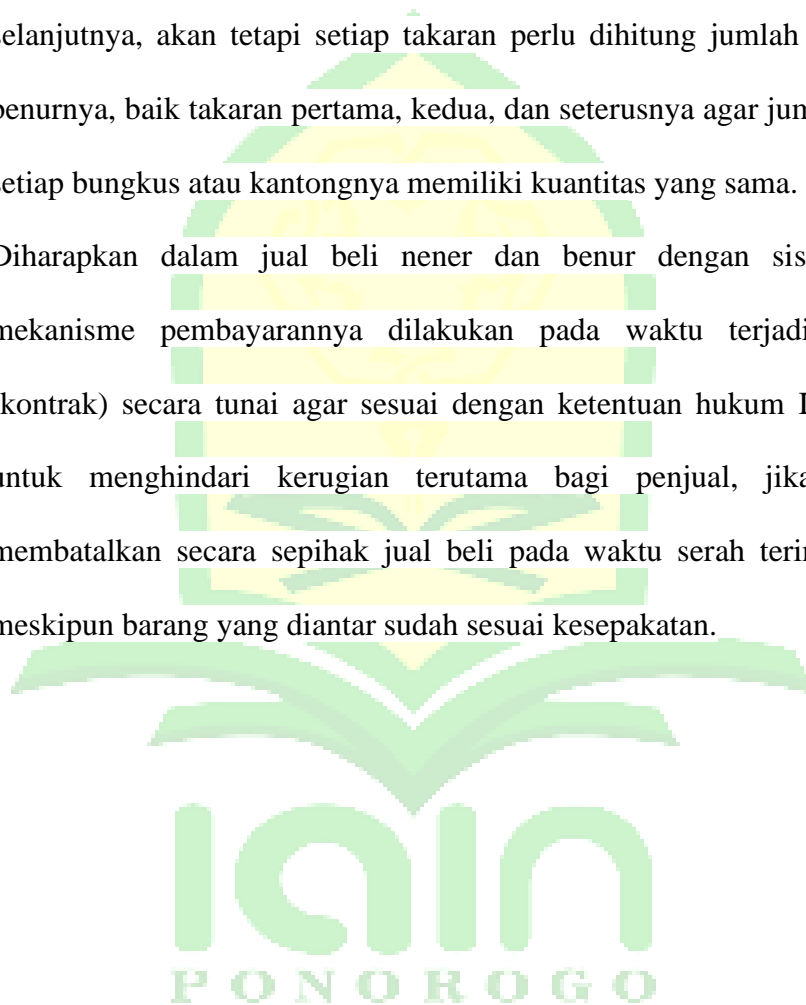 selanjutnya, akan tetapi setiap takaran perlu dihitung jumlah
benurnya, baik takaran pertama, kedua, dan seterusnya agar
setiap bungkus atau kantongnya memiliki kuantitas yang sama.
Diharapkan dalam jual beli nener dan benur dengan
mekanisme pembayarannya dilakukan pada waktu terjadi
kontrak) secara tunai agar sesuai dengan ketentuan hukum
untuk menghindari kerugian terutama bagi penjual, jika
membatalkan secara sepihak jual beli pada waktu serah
meskipun barang yang diantar sudah sesuai kesepakatan.
iain
PONOROGO